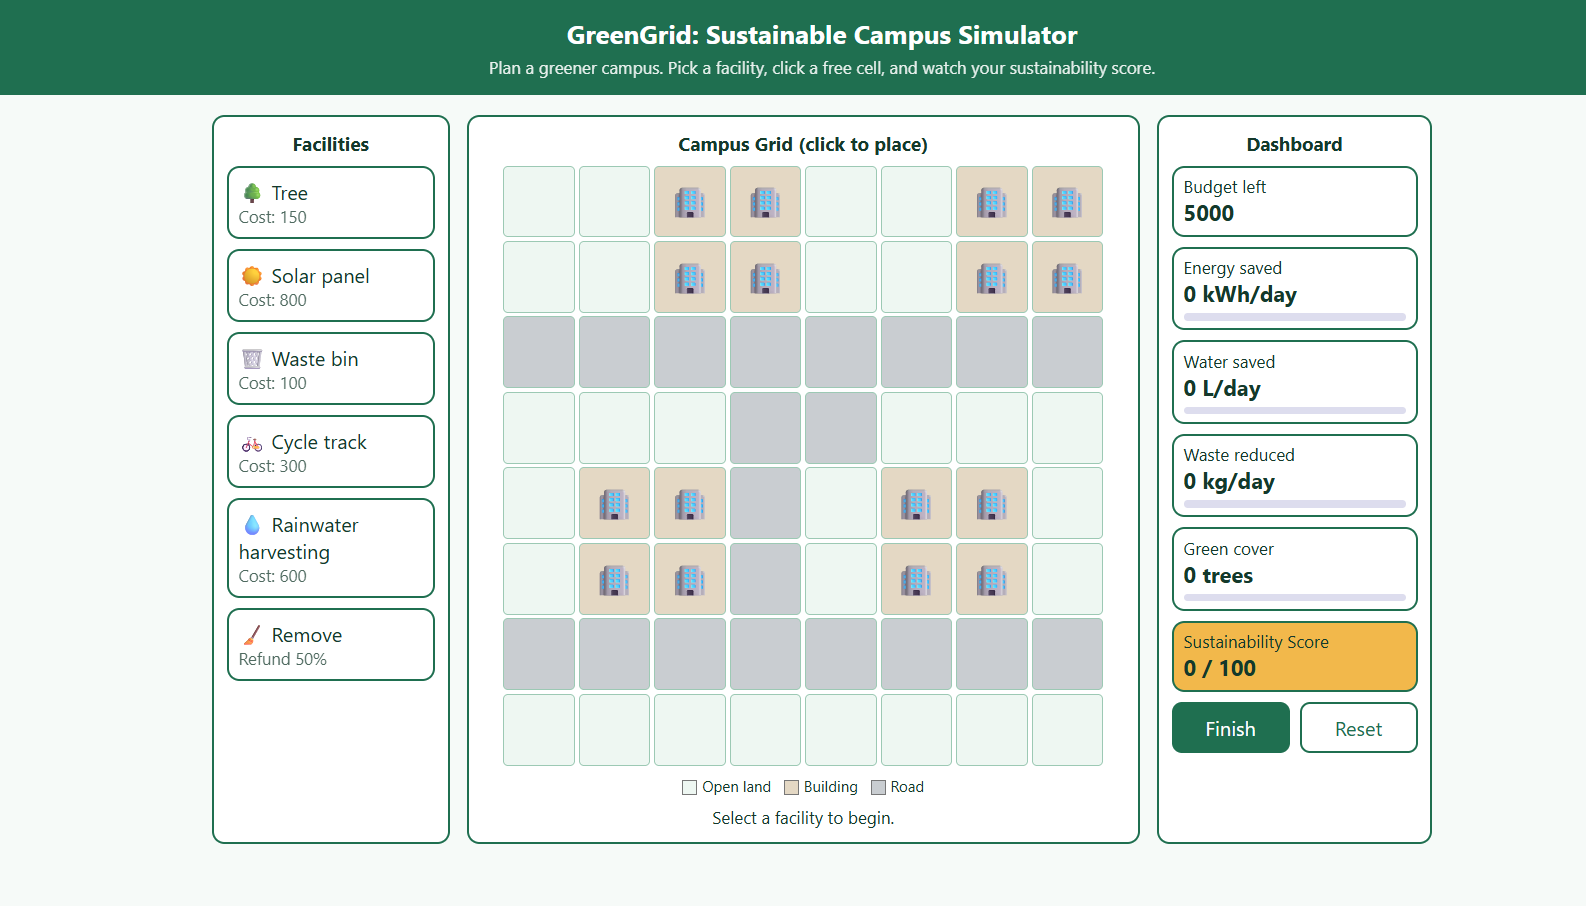 GreenGrid: Sustainable Campus Simulator
Plan a greener campus. Pick a facility, click a free cell, and watch your sustainability score.
Facilities
Tree
Cost: 150
Solar panel
Cost: 800
Waste bin
Cost: 100
Cycle track
Cost: 300
Rainwater
harvesting
Cost: 600
Remove
Refund 50%
Campus Grid (click to place)
Open land
Building
Road
Select a facility to begin.
Dashboard
Budget left
5000
Energy saved
0 kWh/day
Water saved
0 L/day
Waste reduced
0 kg/day
Green cover
0 trees
Sustainability Score
0 / 100
Finish
Reset